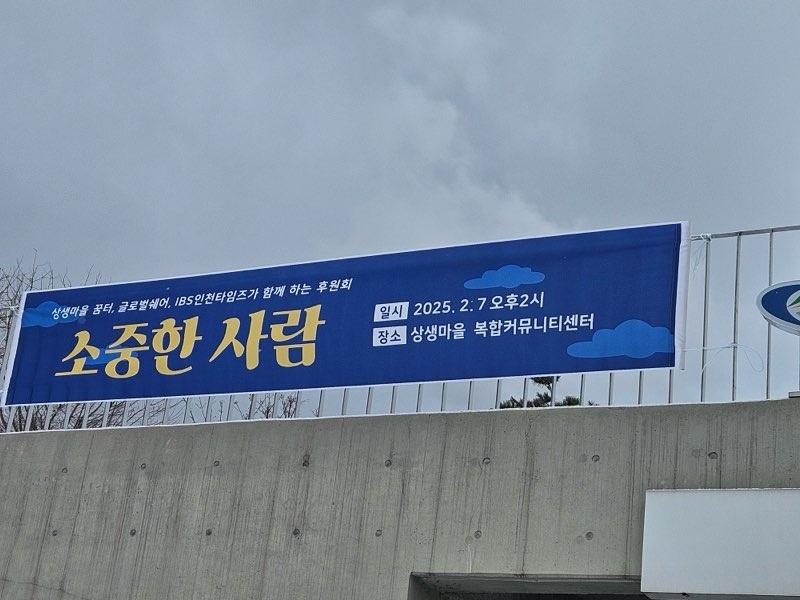 상생마을 꿈터, 글로벌쉐어, IBS인천타임즈가 함께 하는 후원회
소중한 사람
일시 2025. 2. 7 오후2시
장소 상생마을 복합커뮤니티센터